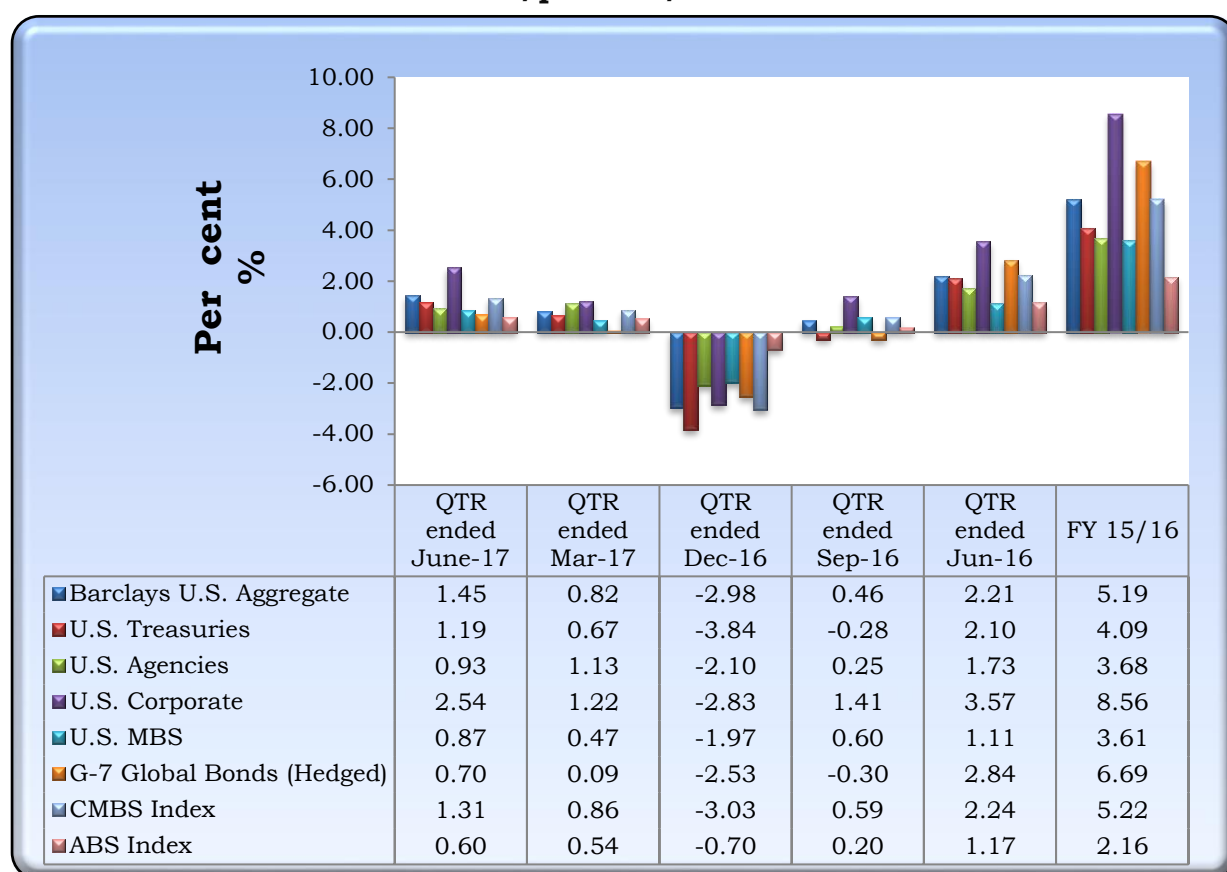 10.00
8.00
6.00
4.00
2.00
0.00
-2.00
-4.00
-6.00
Per cent
%
QTR ended June-17 QTR ended Mar-17 QTR ended Dec-16 QTR ended Sep-16 QTR ended Jun-16 FY 15/16
Barclays U.S. Aggregate 1.45 0.82 -2.98 0.46 2.21 5.19
U.S. Treasuries 1.19 0.67 -3.84 -0.28 2.10 4.09
U.S. Agencies 0.93 1.13 -2.10 0.25 1.73 3.68
U.S. Corporate 2.54 1.22 -2.83 1.41 3.57 8.56
U.S. MBS 0.87 0.47 -1.97 0.60 1.11 3.61
G-7 Global Bonds (Hedged) 0.70 0.09 -2.53 -0.30 2.84 6.69
CMBS Index 1.31 0.86 -3.03 0.59 2.24 5.22
ABS Index 0.60 0.54 -0.70 0.20 1.17 2.16